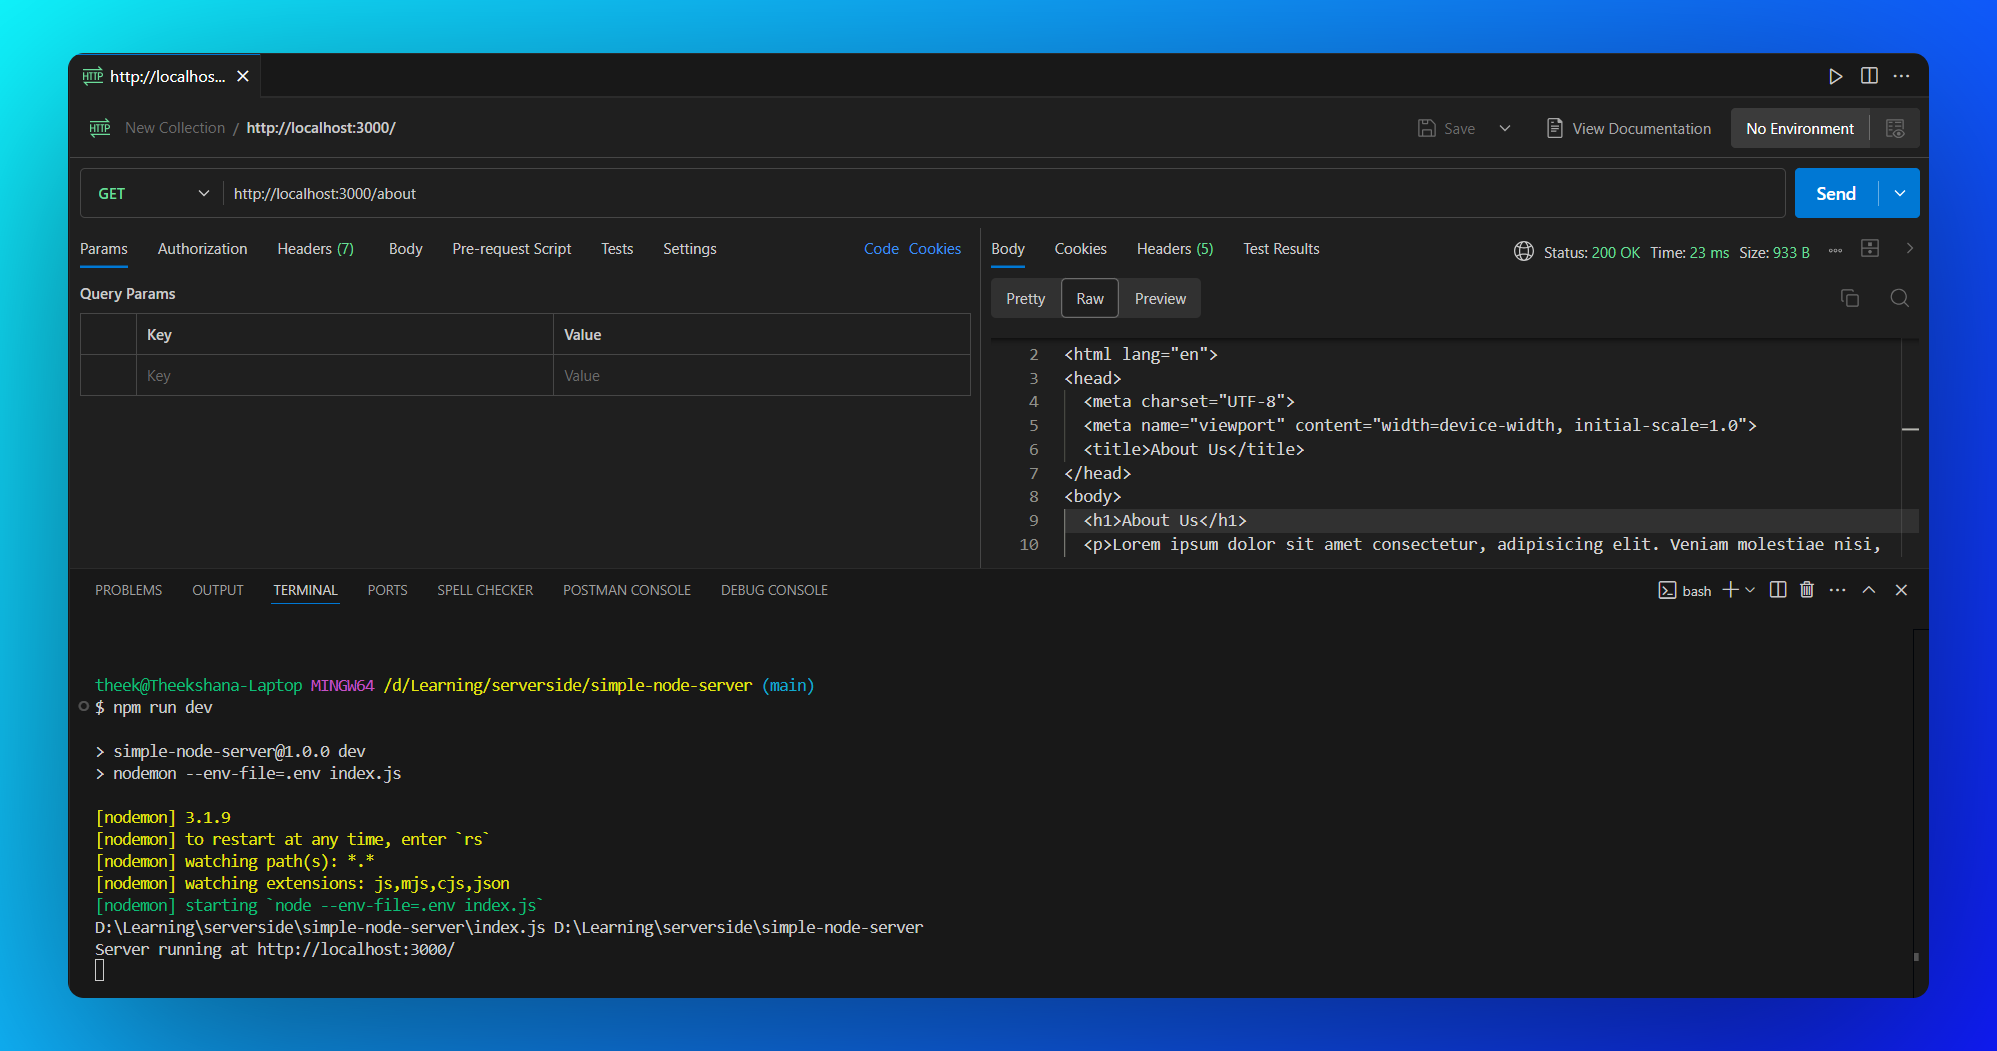 HTTP http://localhos...
HTTP New Collection / http://localhost:3000/
Save View Documentation No Environment
GET http://localhost:3000/about Send
Params Authorization Headers (7) Body Pre-request Script Tests Settings Code Cookies
Query Params
Key Value
Key Value
Body Cookies Headers (5) Test Results Status: 200 OK Time: 23 ms Size: 933 B
Pretty Raw Preview
2 <html lang="en">
3 <head>
4 <meta charset="UTF-8">
5 <meta name="viewport" content="width=device-width, initial-scale=1.0">
6 <title>About Us</title>
7 </head>
8 <body>
9 <h1>About Us</h1>
10 <p>Lorem ipsum dolor sit amet consectetur, adipisicing elit. Veniam molestiae nisi,
PROBLEMS OUTPUT TERMINAL PORTS SPELL CHECKER POSTMAN CONSOLE DEBUG CONSOLE bash
theek@Theekshana-Laptop MINGW64 /d/Learning/serverside/simple-node-server (main)
$ npm run dev
> simple-node-server@1.0.0 dev
> nodemon --env-file=.env index.js
[nodemon] 3.1.9
[nodemon] to restart at any time, enter `rs`
[nodemon] watching path(s): *.*
[nodemon] watching extensions: js,mjs,cjs,json
[nodemon] starting `node --env-file=.env index.js`
D:\Learning\serverside\simple-node-server\index.js D:\Learning\serverside\simple-node-server
Server running at http://localhost:3000/